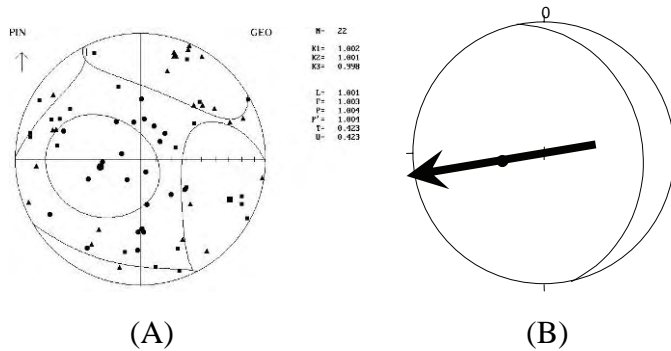 PIN
GEO
N- 22
K1= 1.002
K2= 1.001
K3= 0.998
L- 1.001
F= 1.003
P= 1.004
P'= 1.004
T- 0.423
U- 0.423
0
(A)
(B)